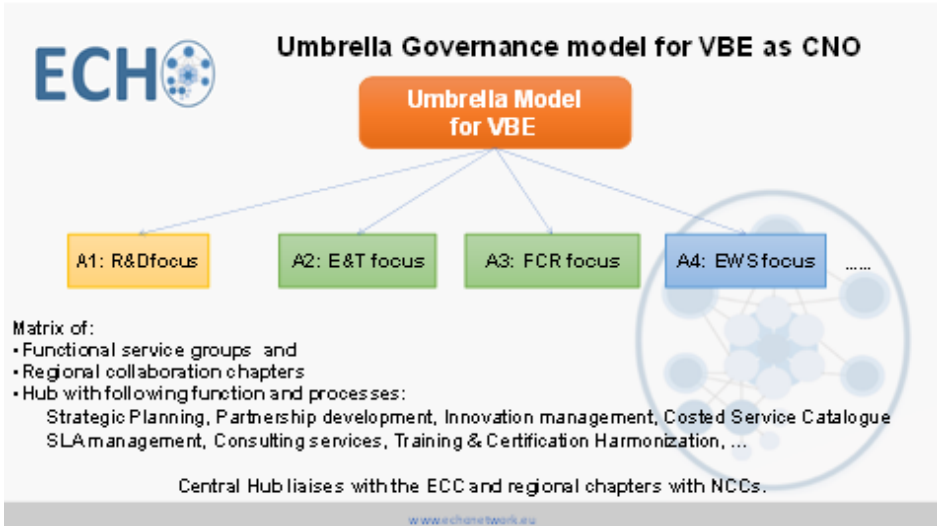 ECHO
Umbrella Governance model for VBE as CNO
Umbrella Model
for VBE
A1: R&Dfocus
A2: E&T focus
A3: FCR focus
A4: EWS focus
......
Matrix of:
•Functional service groups and
•Regional collaboration chapters
•Hub with following function and processes:
Strategic Planning, Partnership development, Innovation management, Costed Service Catalogue
SLA management, Consulting services, Training & Certification Harmonization, ...
Central Hub liaises with the ECC and regional chapters with NCCs.
www.echonetwork.eu